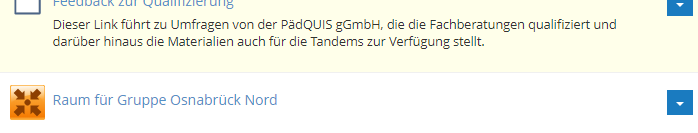 Feedback zur Qualifizierung
Dieser Link führt zu Umfragen von der PädQUIS gGmbH, die die Fachberatungen qualifiziert und
darüber hinaus die Materialien auch für die Tandems zur Verfügung stellt.
Raum für Gruppe Osnabrück Nord